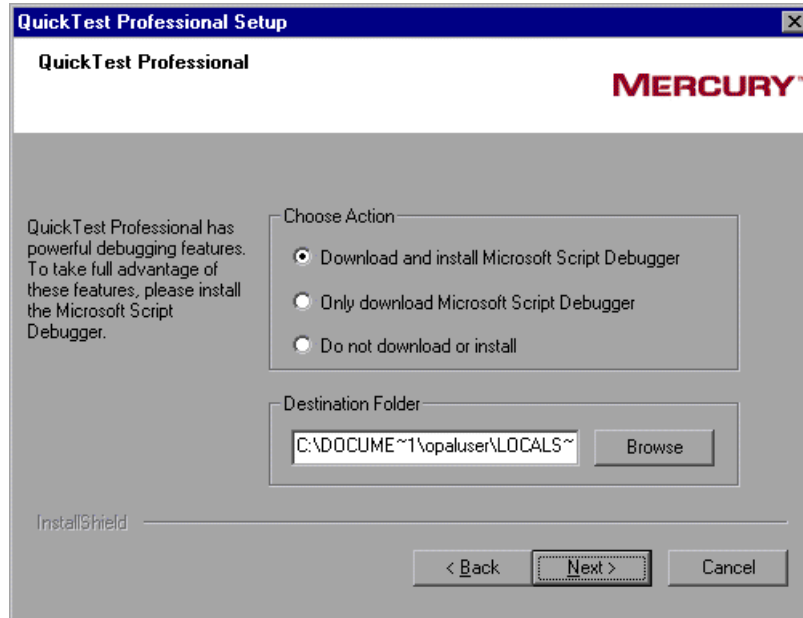 QuickTest Professional Setup
QuickTest Professional
MERCURY™
QuickTest Professional has
powerful debugging features.
To take full advantage of
these features, please install
the Microsoft Script
Debugger.
Choose Action
Download and install Microsoft Script Debugger
Only download Microsoft Script Debugger
Do not download or install
Destination Folder
C:\DOCUME~1\opaluser\LOCALS~
Browse
InstallShield
< Back
Next >
Cancel